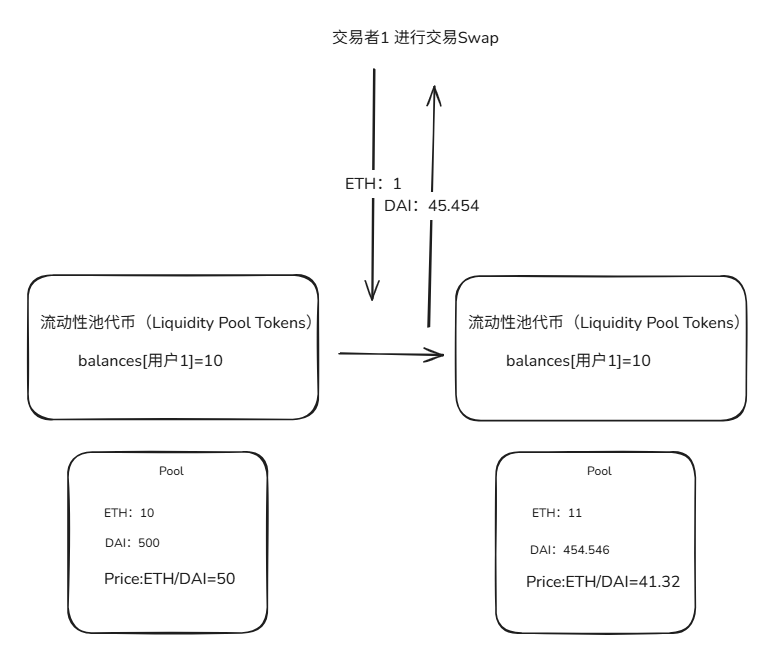 交易者1 进行交易Swap
ETH：1
DAI：45.454
流动性池代币（Liquidity Pool Tokens）
balances[用户1]=10
流动性池代币（Liquidity Pool Tokens）
balances[用户1]=10
Pool
ETH：10
DAI：500
Price:ETH/DAI=50
Pool
ETH：11
DAI：454.546
Price:ETH/DAI=41.32